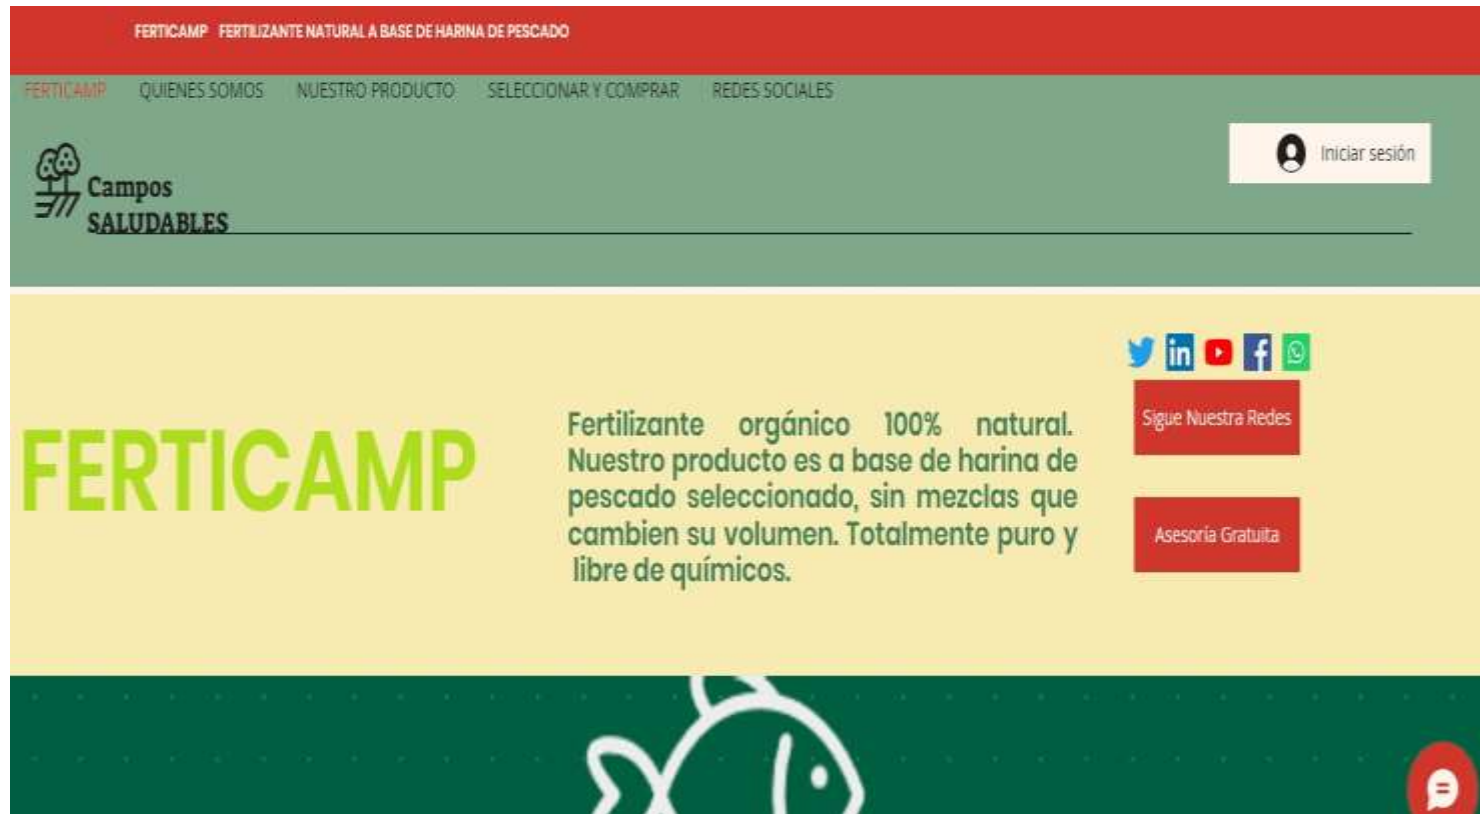 FERTICAMP FERTILIZANTE NATURAL A BASE DE HARINA DE PESCADO
FERTICAMP QUIENES SOMOS NUESTRO PRODUCTO SELECCIONAR Y COMPRAR REDES SOCIALES
Iniciar sesión
Campos
SALUDABLES
FERTICAMP
Fertilizante orgánico 100% natural.
Nuestro producto es a base de harina de
pescado seleccionado, sin mezclas que
cambien su volumen. Totalmente puro y
libre de químicos.
in f
Sigue Nuestra Redes
Asesoría Gratuita